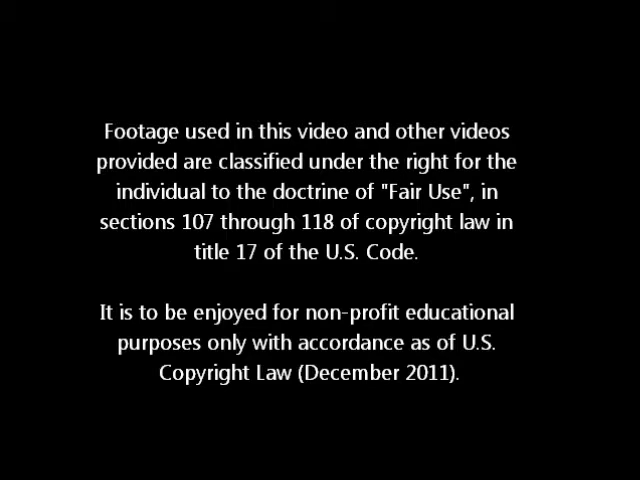 Footage used in this video and other videos
provided are classified under the right for the
individual to the doctrine of "Fair Use", in
sections 107 through 118 of copyright law in
title 17 of the U.S. Code.
It is to be enjoyed for non-profit educational
purposes only with accordance as of U.S.
Copyright Law (December 2011).